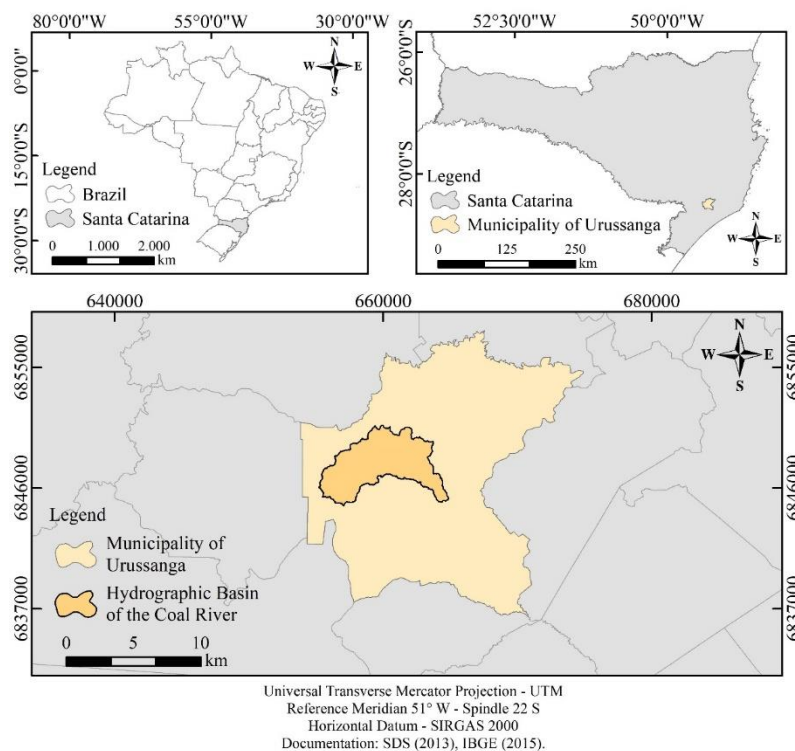 80°0'0"W 55°0'0"W 30°0'0"W
0°0'0"
15°0'0"S
30°0'0"S
N
W E
S
Legend
Brazil
Santa Catarina
0 1.000 2.000
km
52°30'0"S 50°0'0"S
26°0'0"S
28°0'0"S
Legend
Santa Catarina
Municipality of Urussanga
0 125 250
km
N
W E
S
640000 660000 680000
6855000
6846000
6837000
6855000
6846000
6837000
N
W E
S
Legend
Municipality of
Urussanga
Hydrographic Basin
of the Coal River
0 5 10
km
Universal Transverse Mercator Projection - UTM
Reference Meridian 51° W - Spindle 22 S
Horizontal Datum - SIRGAS 2000
Documentation: SDS (2013), IBGE (2015).